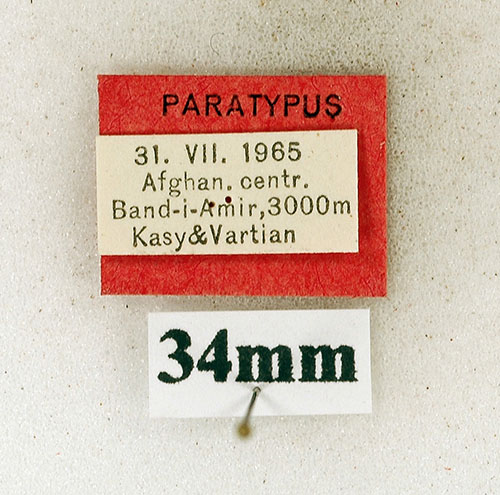 PARATYPUS
31. VII. 1965
Afghan. centr.
Band-i-Amir,3000m
Kasy&Vartian
34mm